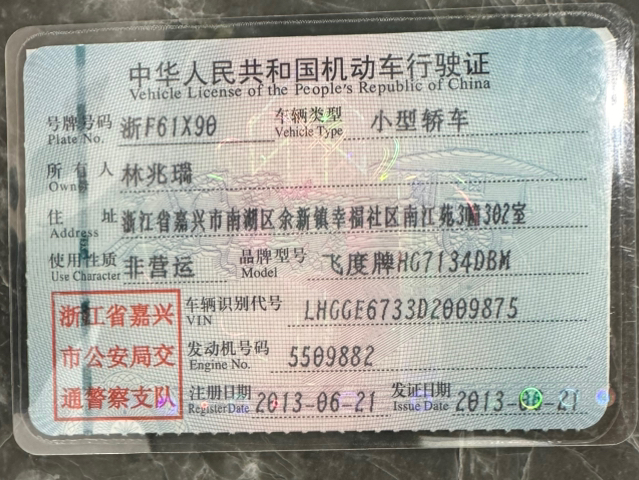 中华人民共和国机动车行驶证
Vehicle License of the People's Republic of China
号牌号码 浙F61X90 车辆类型 小型轿车
Plate No. Vehicle Type
所有人 林兆瑞
Owner
住址 浙江省嘉兴市南湖区余新镇幸福社区南江苑3幢302室
Address
使用性质 非营运 品牌型号 飞度牌HG7134DBM
Use Character Model
浙江省嘉兴 车辆识别代号 LHGGE6733D2009875
VIN
市公安局交 发动机号码 5509882
Engine No.
通警察支队 注册日期 2013-06-21 发证日期 2013-06-21
Register Date Issue Date